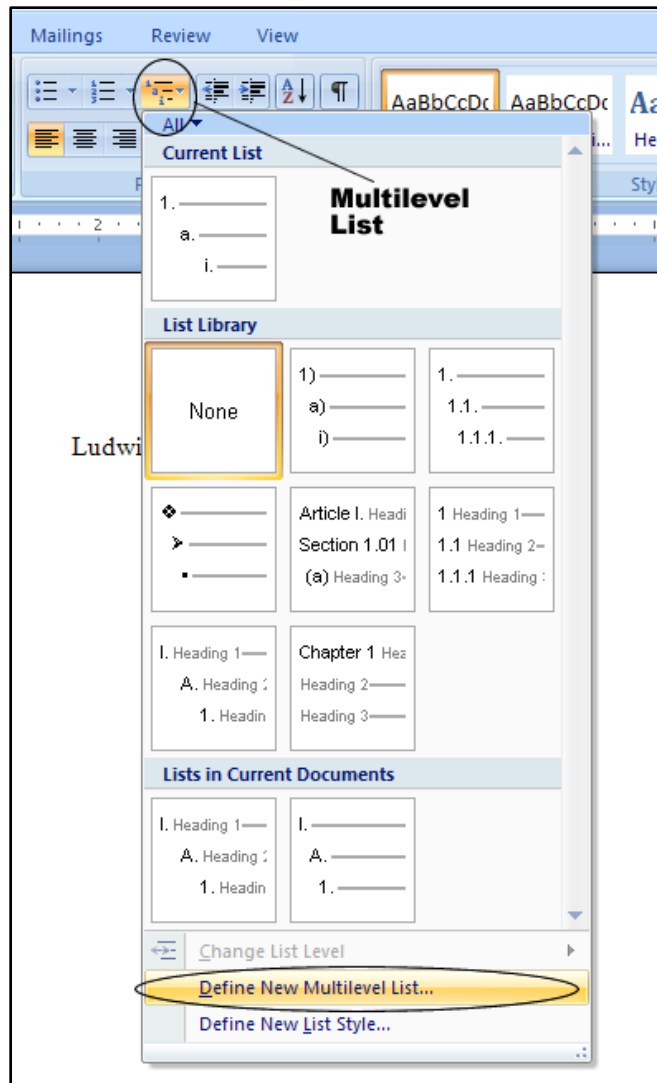 Mailings Review View
AaBbCcDc AaBbCcDc Aa
All
i... He
Current List
Sty
Multilevel
List
2
1.
a.
i.
List Library
None
1)
a)
i)
1.
1.1.
1.1.1.
Ludwi
Article I. Headi
Section 1.01
(a) Heading 3
1 Heading 1
1.1 Heading 2
1.1.1 Heading
I. Heading 1
A. Heading 2
1. Headin
Chapter 1 Hea
Heading 2
Heading 3
Lists in Current Documents
I. Heading 1
A. Heading 2
1. Headin
I.
A.
1.
Change List Level
Define New Multilevel List...
Define New List Style...